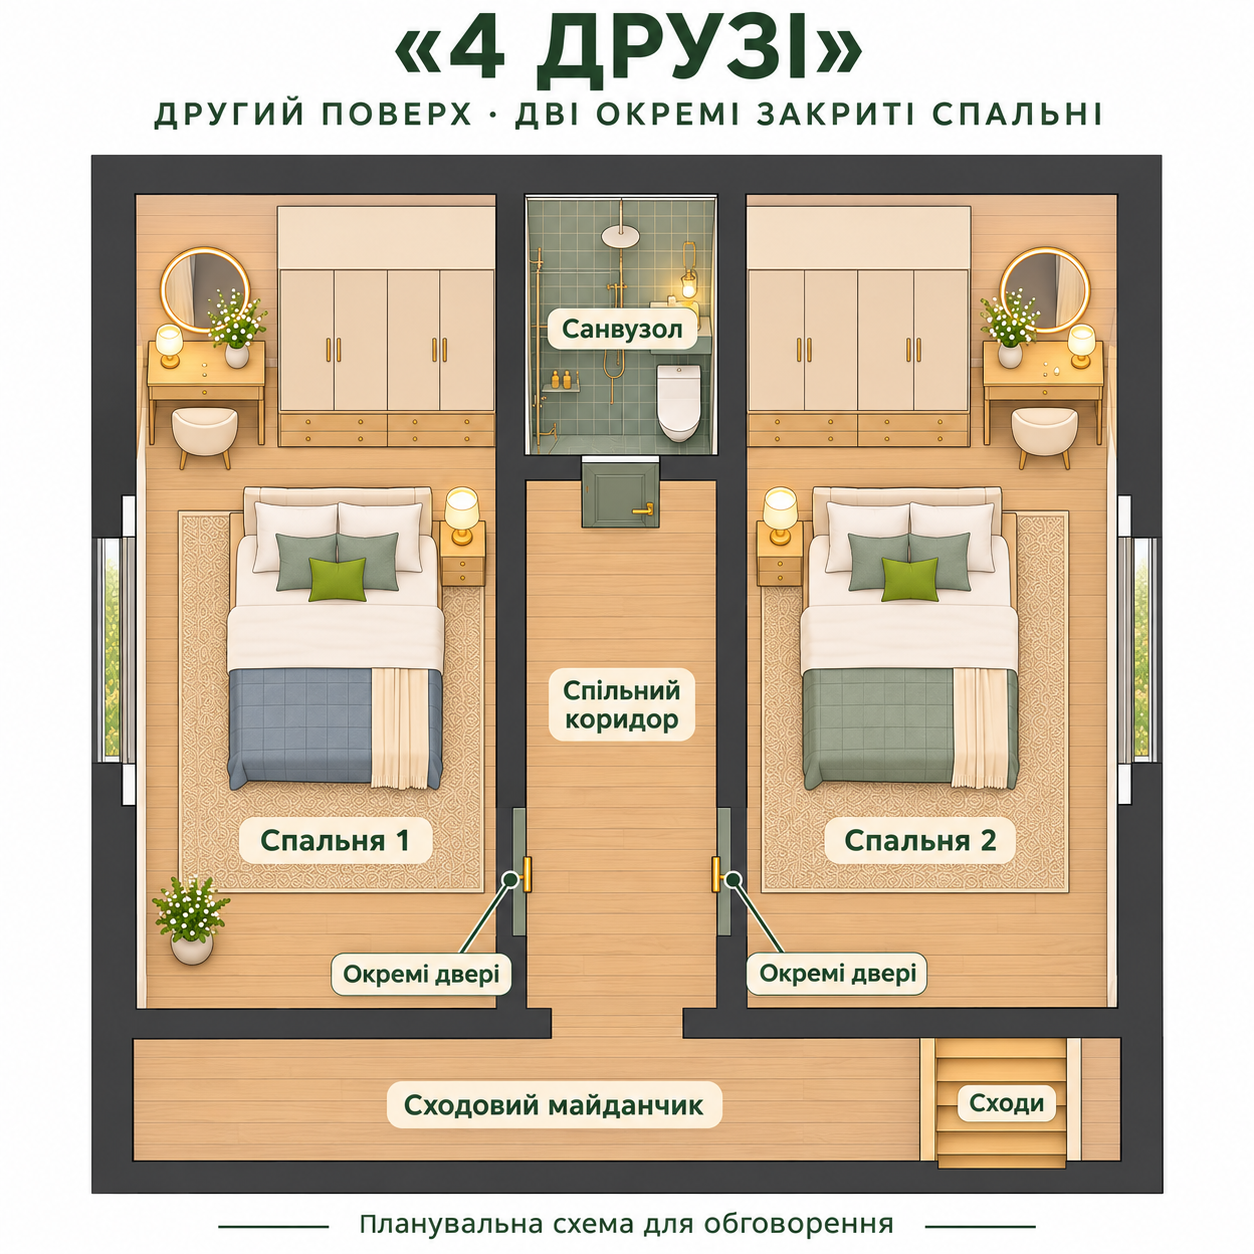 «4 ДРУЗІ»
ДРУГИЙ ПОВЕРХ · ДВІ ОКРЕМІ ЗАКРИТІ СПАЛЬНІ
Санвузол
Спільний
коридор
Спальня 1
Спальня 2
Окремі двері
Окремі двері
Сходовий майданчик
Сходи
Планувальна схема для обговорення